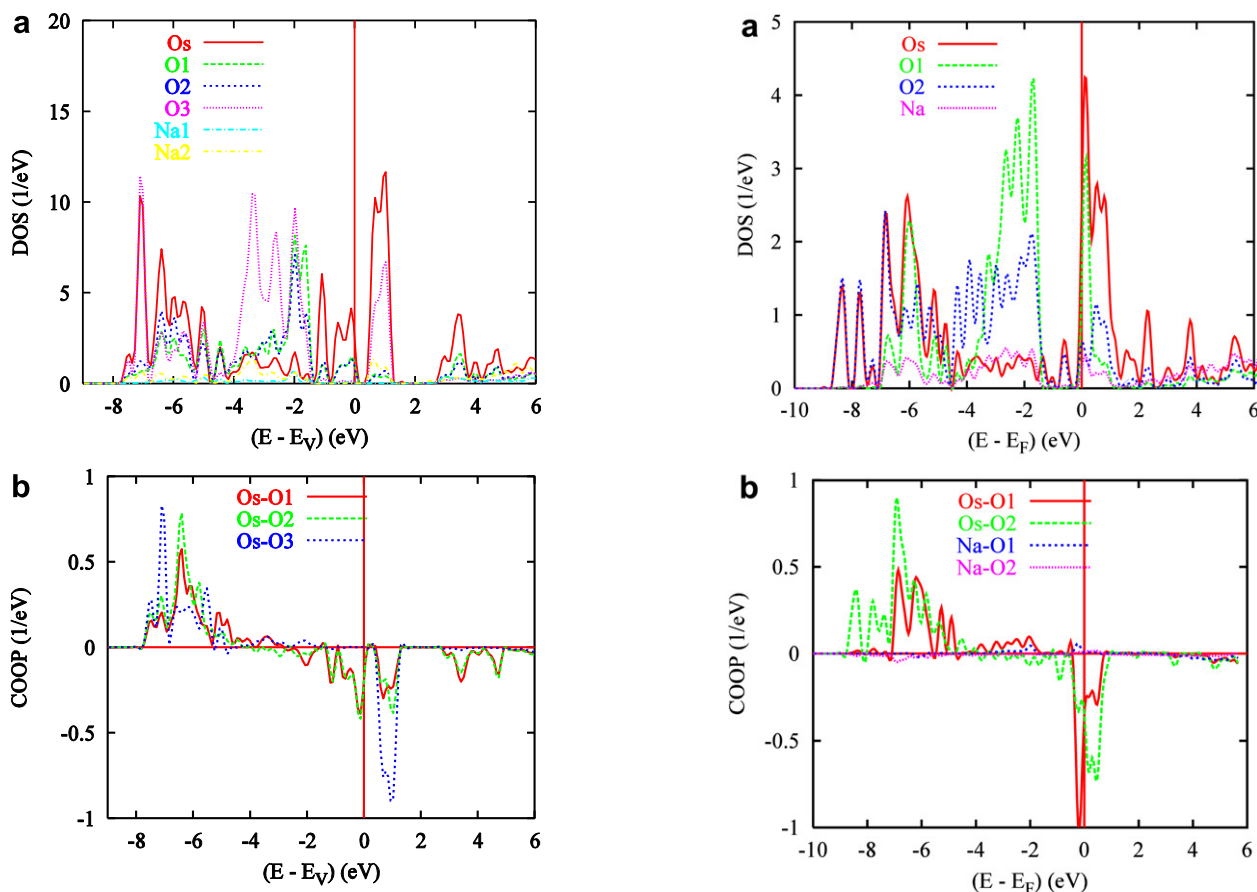 a
20
15
10
5
0
DOS (1/eV)
Os
O1
O2
O3
Na1
Na2
-8 -6 -4 -2 0 2 4 6
(E - EV) (eV)
a
5
4
3
2
1
0
DOS (1/eV)
Os
O1
O2
Na
-10 -8 -6 -4 -2 0 2 4 6
(E - EF) (eV)
b
1
0.5
0
-0.5
-1
COOP (1/eV)
Os-O1
Os-O2
Os-O3
-8 -6 -4 -2 0 2 4 6
(E - EV) (eV)
b
1
0.5
0
-0.5
-1
COOP (1/eV)
Os-O1
Os-O2
Na-O1
Na-O2
-10 -8 -6 -4 -2 0 2 4 6
(E - EF) (eV)